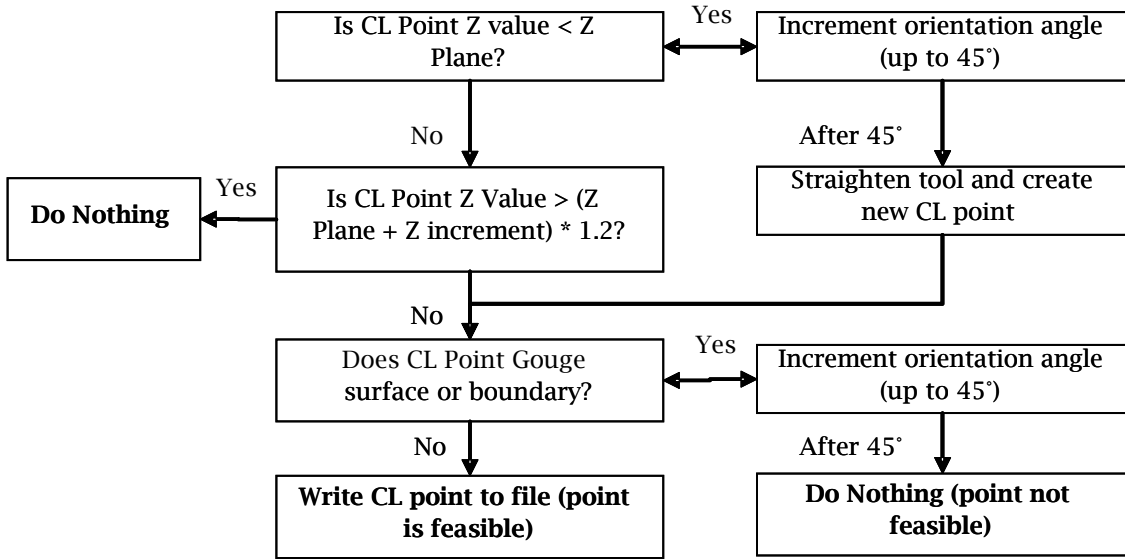 Is CL Point Z value < Z
Plane?
Yes
Increment orientation angle
(up to 45°)
No
After 45°
Do Nothing
Yes
Is CL Point Z Value > (Z
Plane + Z increment) * 1.2?
Straighten tool and create
new CL point
No
Does CL Point Gouge
surface or boundary?
Yes
Increment orientation angle
(up to 45°)
No
After 45°
Write CL point to file (point
is feasible)
Do Nothing (point not
feasible)